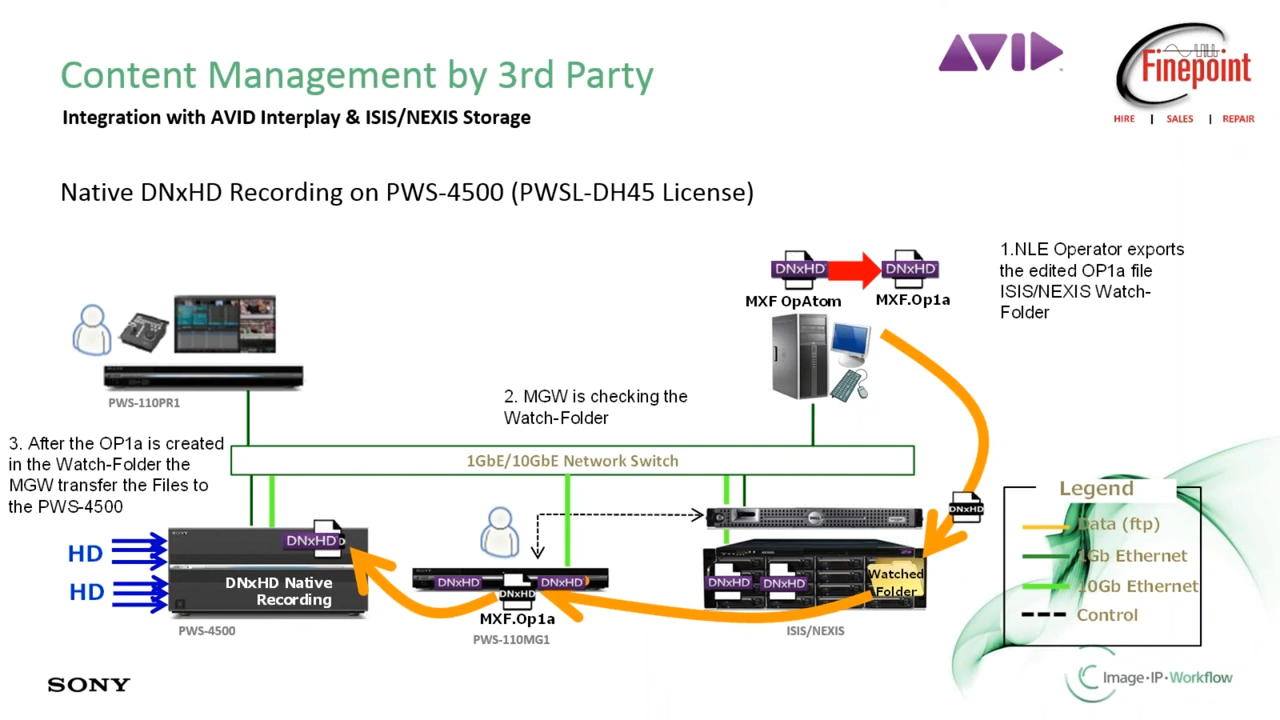 Content Management by 3rd Party
Integration with AVID Interplay & ISIS/NEXIS Storage
AVID
Finepoint
HIRE | SALES | REPAIR
Native DNxHD Recording on PWS-4500 (PWSL-DH45 License)
1.NLE Operator exports
the edited OP1a file
ISIS/NEXIS Watch-
Folder
DNxHD
DNxHD
MXF OpAtom
MXF.Op1a
PWS-110PR1
2. MGW is checking the
Watch-Folder
3. After the OP1a is created
in the Watch-Folder the
MGW transfer the Files to
the PWS-4500
1GbE/10GbE Network Switch
DNxHD
Legend
Data (ftp)
1Gb Ethernet
10Gb Ethernet
Control
SONY
DNxHD
HD
HD
DNxHD Native
Recording
PWS-4500
DNxHD
DNxHD
DNxHD
MXF.Op1a
PWS-110MG1
DNxHD
DNxHD
Watched
Folder
ISIS/NEXIS
SONY
Image·IP·Workflow